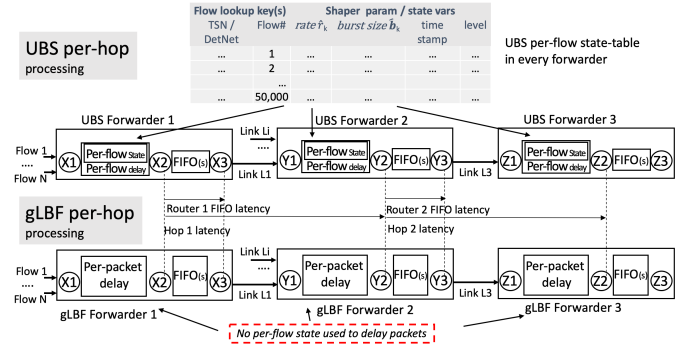 Flow lookup key(s) Shaper param / state vars
TSN / DetNet Flow# rate r̂k burst size b̂k time stamp level
... 1 ... ... ... ...
... 2 ... ... ... ...
...
... 50,000 ... ... ... ...
UBS per-hop
processing
UBS per-flow state-table
in every forwarder
UBS Forwarder 1
UBS Forwarder 2
UBS Forwarder 3
Flow 1
....
Flow N
X1 Per-flow State Per-flow delay X2 FIFO(s) X3
Link Li
....
Link L1
Y1 Per-flow State Per-flow delay Y2 FIFO(s) Y3
Link L3
Z1 Per-flow State Per-flow delay Z2 FIFO(s) Z3
Router 1 FIFO latency
Router 2 FIFO latency
Hop 1 latency
Hop 2 latency
gLBF per-hop
processing
Flow 1
....
Flow N
X1 Per-packet delay X2 FIFO(s) X3
Link Li
....
Link L1
Y1 Per-packet delay Y2 FIFO(s) Y3
Link L3
Z1 Per-packet delay Z2 FIFO(s) Z3
gLBF Forwarder 1
gLBF Forwarder 2
gLBF Forwarder 3
No per-flow state used to delay packets